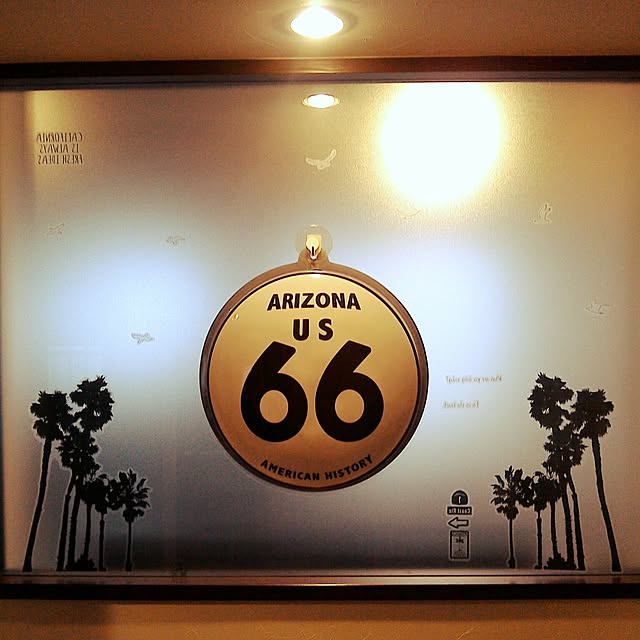 CALIFORNIA
IS ALWAYS
FRESH IDEAS
ARIZONA
US
66
AMERICAN HISTORY